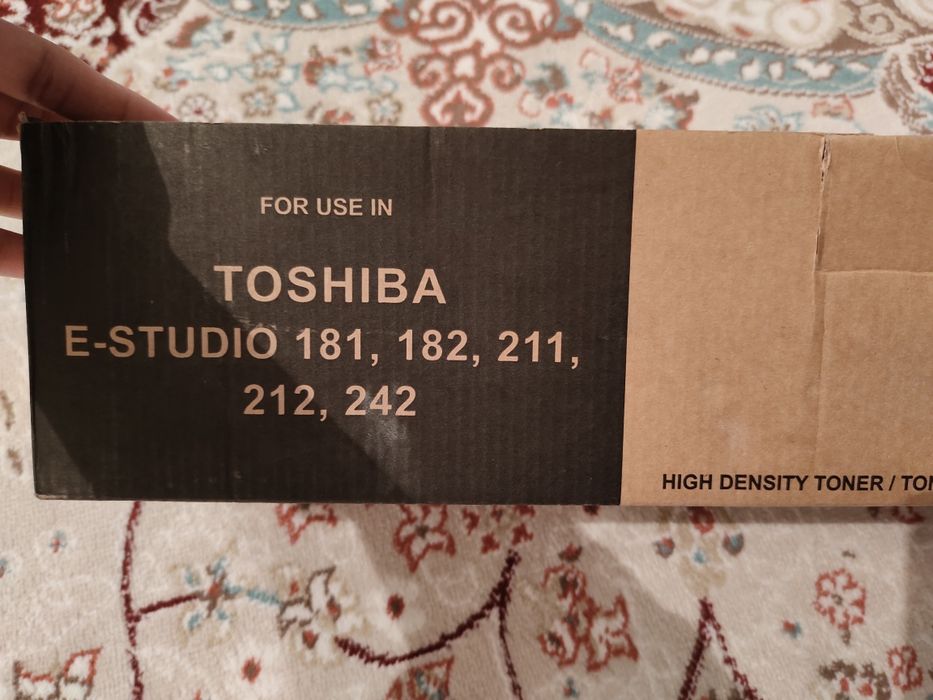 FOR USE IN
TOSHIBA
E-STUDIO 181, 182, 211,
212, 242
HIGH DENSITY TONER /